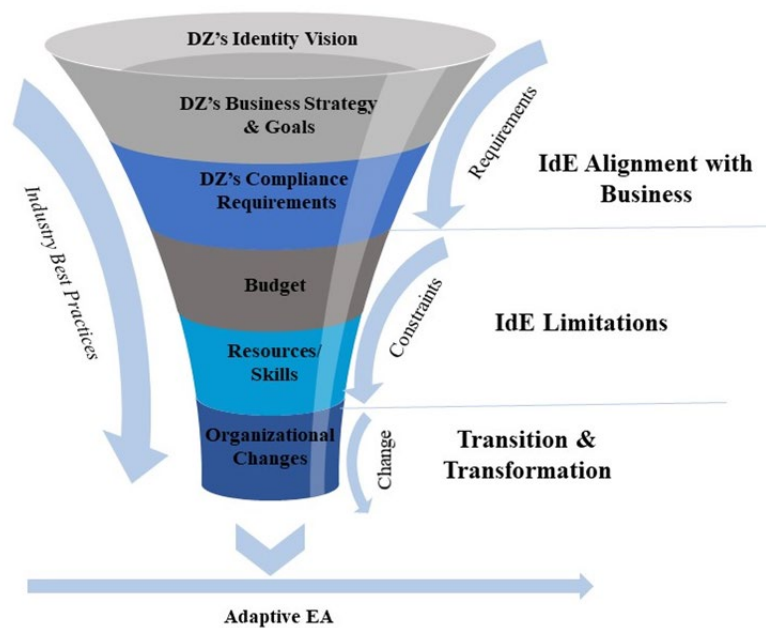 DZ's Identity Vision
DZ's Business Strategy
& Goals
DZ's Compliance
Requirements
Budget
Resources/
Skills
Organizational
Changes
Industry Best Practices
Requirements
Constraints
Change
IdE Alignment with
Business
IdE Limitations
Transition &
Transformation
Adaptive EA